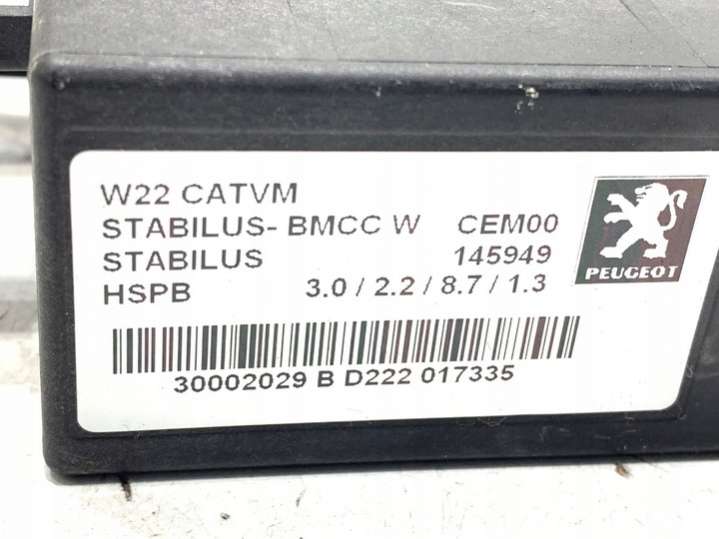 W22 CATVM
STABILUS- BMCC W CEM00
STABILUS 145949
HSPB 3.0 / 2.2 / 8.7 / 1.3
PEUGEOT
30002029 B D222 017335